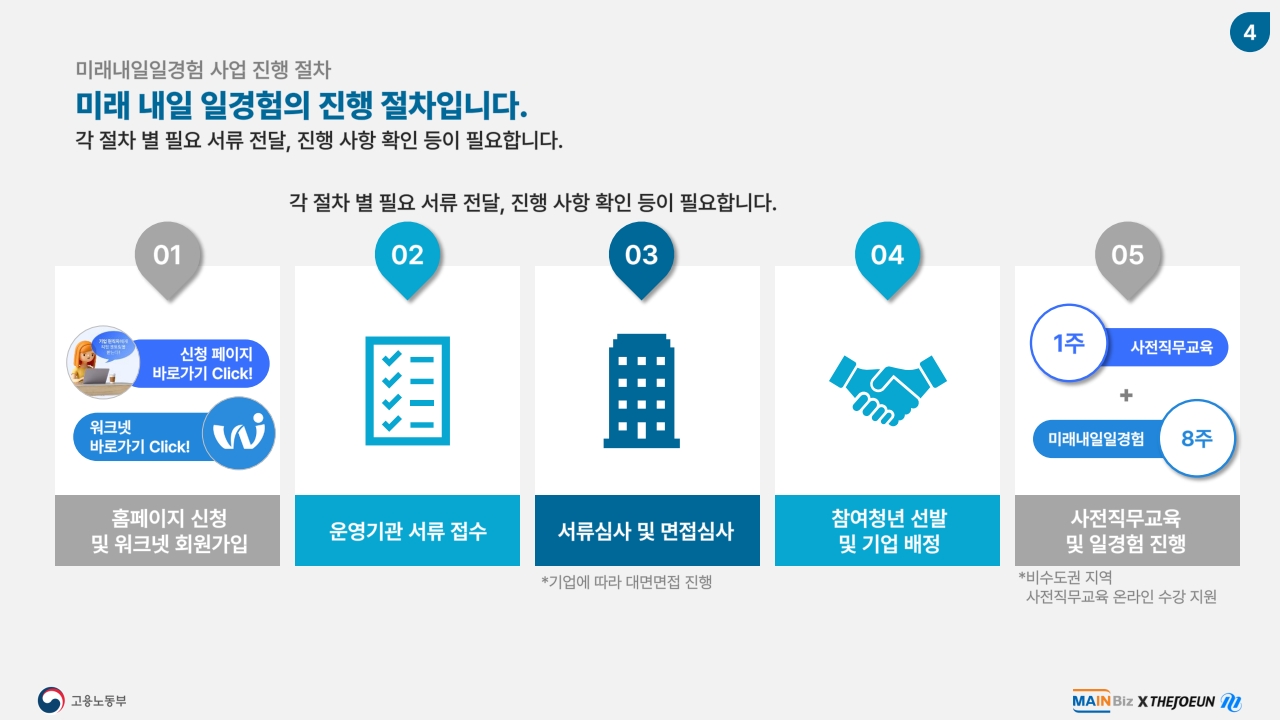 4
미래내일일경험 사업 진행 절차
미래 내일 일경험의 진행 절차입니다.
각 절차 별 필요 서류 전달, 진행 사항 확인 등이 필요합니다.
각 절차 별 필요 서류 전달, 진행 사항 확인 등이 필요합니다.
01
신청 페이지
바로가기 Click!
워크넷
바로가기 Click!
홈페이지 신청
및 워크넷 회원가입
02
운영기관 서류 접수
03
서류심사 및 면접심사
*기업에 따라 대면면접 진행
04
참여청년 선발
및 기업 배정
05
1주
사전직무교육
+
미래내일일경험
8주
사전직무교육
및 일경험 진행
*비수도권 지역
사전직무교육 온라인 수강 지원
고용노동부
MAINBiz X THEJOEUN